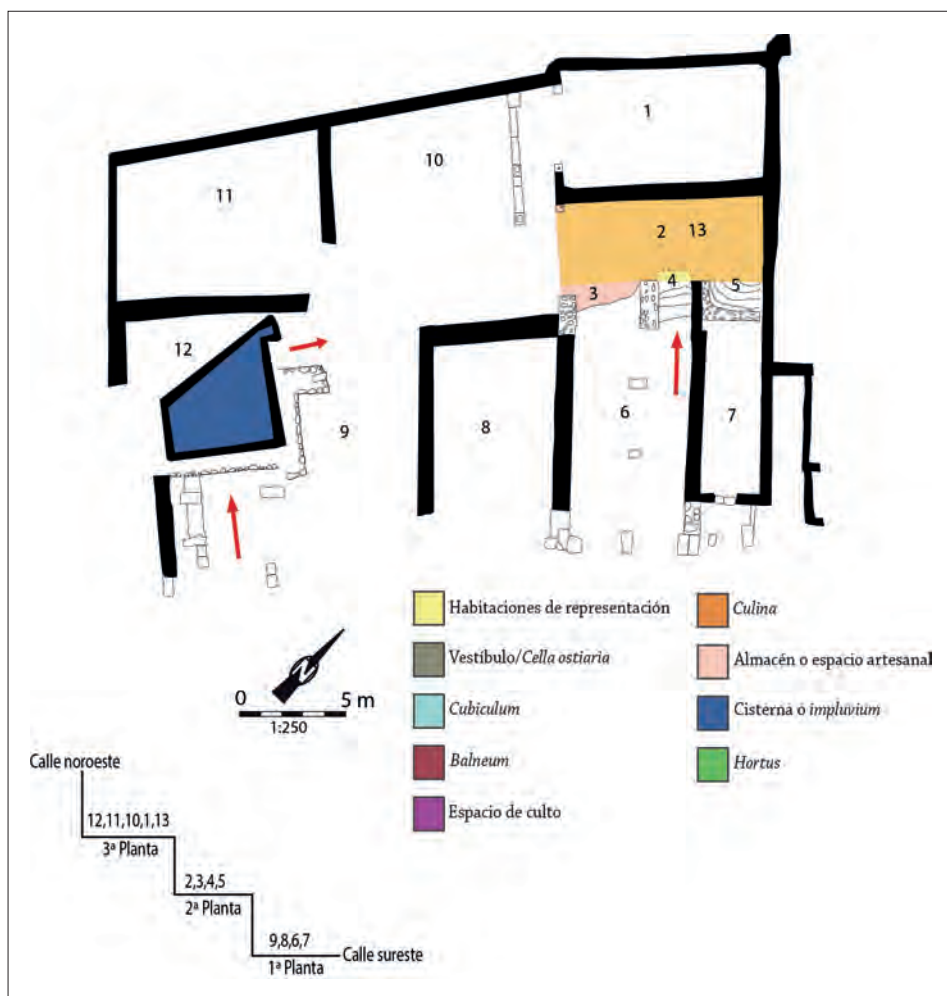 1
10
11
2 13
4
5
3
12
6
7
9
8
Habitaciones de representación
Culina
Vestíbulo/Cella ostiaria
Almacén o espacio artesanal
N
0 5 m
1:250
Cubiculum
Cisterna o impluvium
Balneum
Hortus
Espacio de culto
Calle noroeste
12,11,10,1,13
3ª Planta
2,3,4,5
2ª Planta
9,8,6,7
Calle sureste
1ª Planta